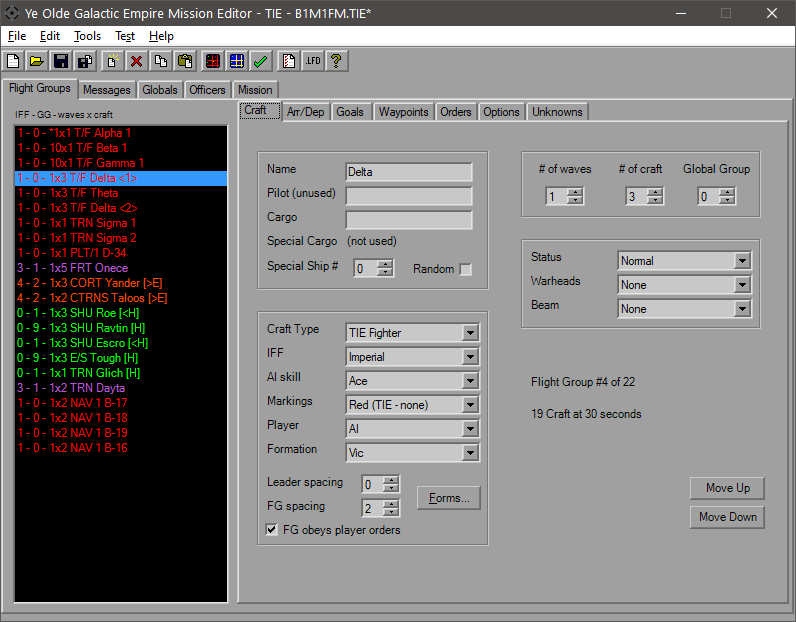 Ye Olde Galactic Empire Mission Editor - TIE - B1M1FM.TIE*
File Edit Tools Test Help
.LFD ?
Flight Groups Messages Globals Officers Mission
IFF - GG - waves x craft
1 - 0 - *1x1 T/F Alpha 1
1 - 0 - 10x1 T/F Beta 1
1 - 0 - 10x1 T/F Gamma 1
1 - 0 - 1x3 T/F Delta <1>
1 - 0 - 1x3 T/F Theta
1 - 0 - 1x3 T/F Delta <2>
1 - 0 - 1x1 TRN Sigma 1
1 - 0 - 1x1 TRN Sigma 2
1 - 0 - 1x1 PLT/1 D-34
3 - 1 - 1x5 FRT Onece
4 - 2 - 1x3 CORT Yander [>E]
4 - 2 - 1x2 CTRNS Taloos [>E]
0 - 1 - 1x3 SHU Roe [<H]
0 - 9 - 1x3 SHU Ravtin [H]
0 - 1 - 1x3 SHU Escro [<H]
0 - 9 - 1x3 E/S Tough [H]
0 - 1 - 1x1 TRN Glich [H]
3 - 1 - 1x2 TRN Dayta
1 - 0 - 1x2 NAV 1 B-17
1 - 0 - 1x2 NAV 1 B-18
1 - 0 - 1x2 NAV 1 B-19
1 - 0 - 1x2 NAV 1 B-16
Craft Arr/Dep Goals Waypoints Orders Options Unknowns
Name Delta
Pilot (unused)
Cargo
Special Cargo (not used)
Special Ship # 0 Random
Craft Type TIE Fighter
IFF Imperial
AI skill Ace
Markings Red (TIE - none)
Player AI
Formation Vic
Leader spacing 0
FG spacing 2
Forms...
FG obeys player orders
# of waves # of craft Global Group
1 3 0
Status Normal
Warheads None
Beam None
Flight Group #4 of 22
19 Craft at 30 seconds
Move Up
Move Down